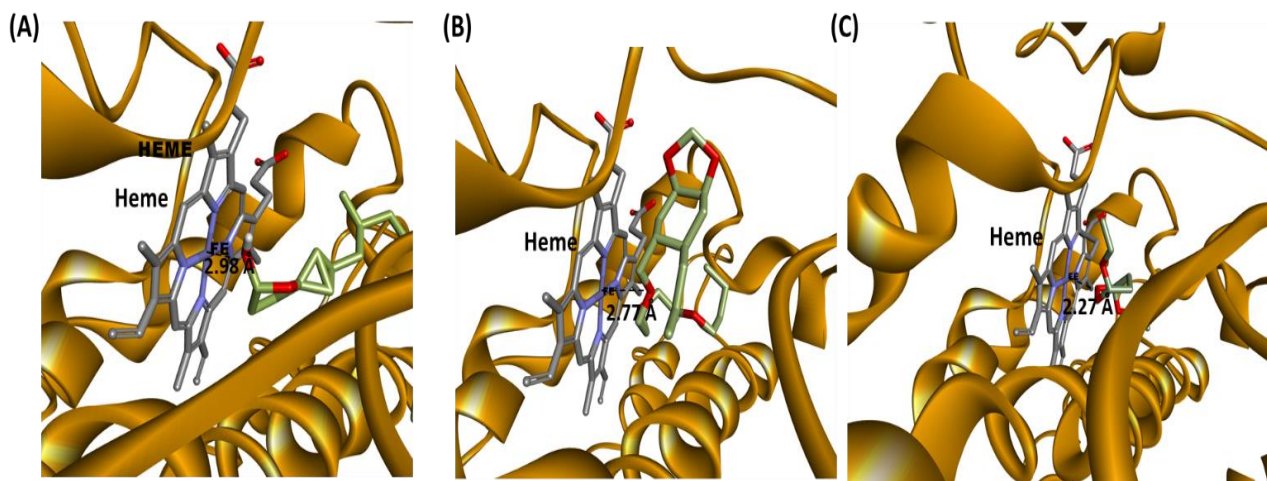 (A)
HEME
Heme
FE
2.98 Å
(B)
Heme
FE
2.77 Å
(C)
Heme
FE
2.27 Å